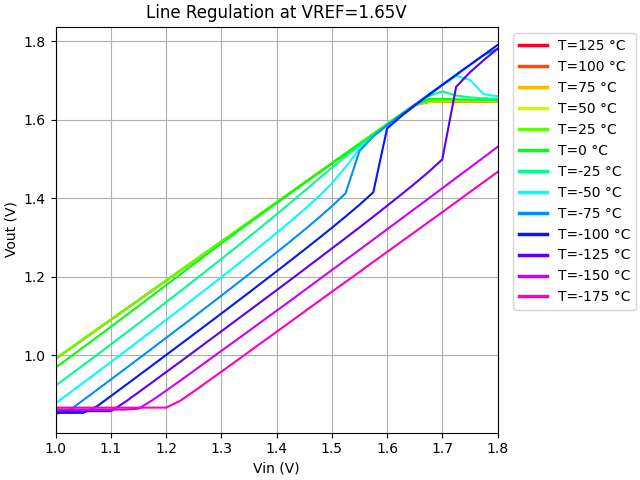 Line Regulation at VREF=1.65V
Vout (V)
1.8
1.6
1.4
1.2
1.0
1.0 1.1 1.2 1.3 1.4 1.5 1.6 1.7 1.8
Vin (V)
T=125 °C
T=100 °C
T=75 °C
T=50 °C
T=25 °C
T=0 °C
T=-25 °C
T=-50 °C
T=-75 °C
T=-100 °C
T=-125 °C
T=-150 °C
T=-175 °C